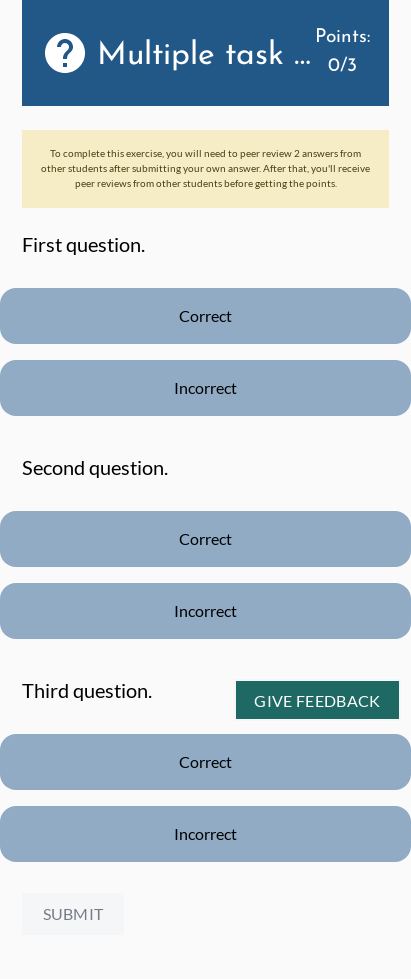 Multiple task ...
Points:
0/3
To complete this exercise, you will need to peer review 2 answers from
other students after submitting your own answer. After that, you'll receive
peer reviews from other students before getting the points.
First question.
Correct
Incorrect
Second question.
Correct
Incorrect
Third question.
GIVE FEEDBACK
Correct
Incorrect
SUBMIT